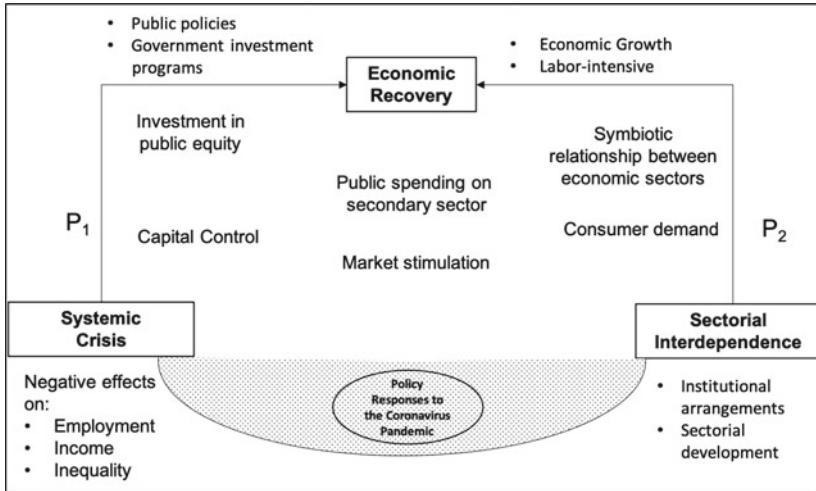 • Public policies
• Government investment
programs
• Economic Growth
• Labor-intensive
Economic
Recovery
Investment in
public equity
Symbiotic
relationship between
economic sectors
Public spending on
secondary sector
P1
Capital Control
Consumer demand
P2
Market stimulation
Systemic
Crisis
Sectorial
Interdependence
Negative effects
on:
• Employment
• Income
• Inequality
Policy
Responses to
the Coronavirus
Pandemic
• Institutional
arrangements
• Sectorial
development